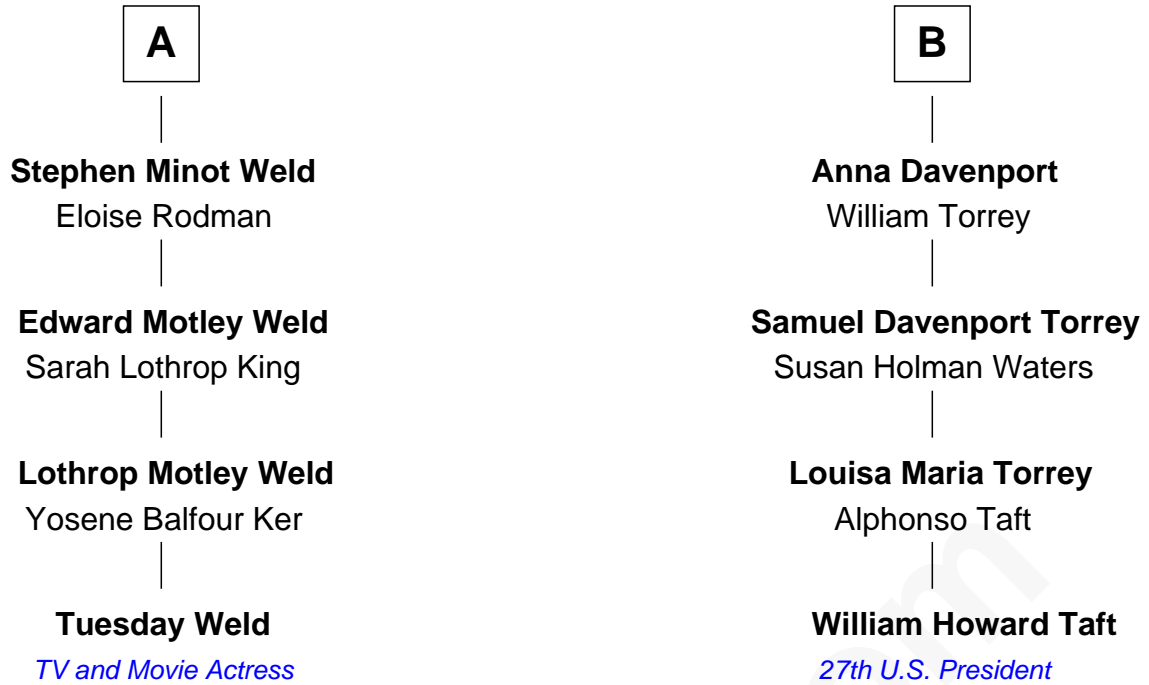 A
Stephen Minot Weld
Eloise Rodman
Edward Motley Weld
Sarah Lothrop King
Lothrop Motley Weld
Yosene Balfour Ker
Tuesday Weld
TV and Movie Actress
B
Anna Davenport
William Torrey
Samuel Davenport Torrey
Susan Holman Waters
Louisa Maria Torrey
Alphonso Taft
William Howard Taft
27th U.S. President